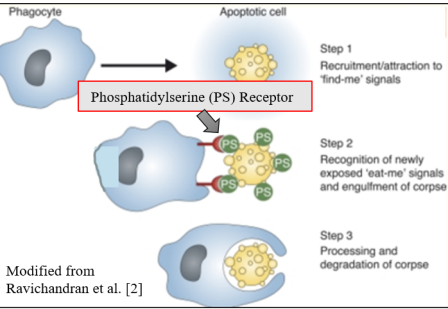 Phagocyte
Apoptotic cell
Step 1
Recruitment/attraction to
'find-me' signals
Phosphatidylserine (PS) Receptor
PS
PS
PS
PS
PS
Step 2
Recognition of newly
exposed 'eat-me' signals
and engulfment of corpse
Step 3
Processing and
degradation of corpse
Modified from
Ravichandran et al. [2]